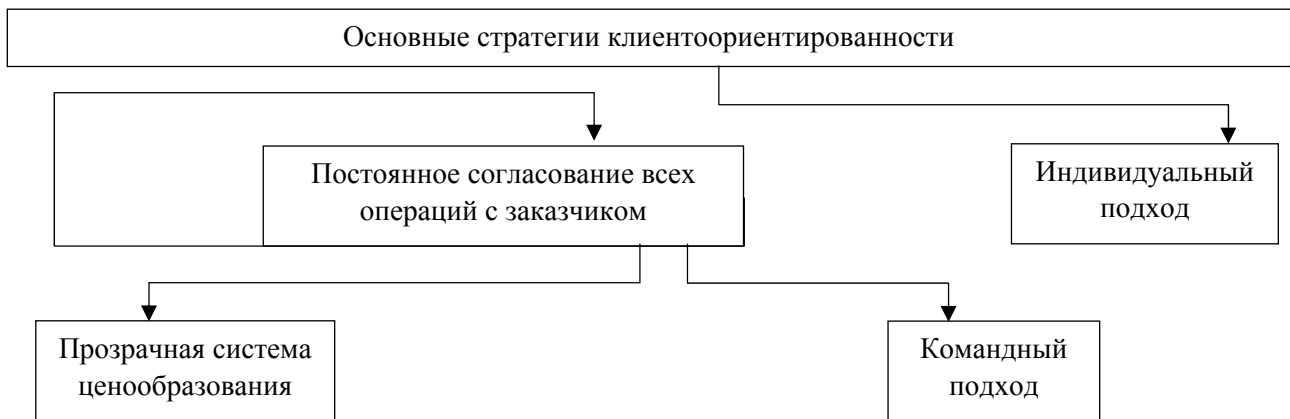 Основные стратегии клиентоориентированности
Постоянное согласование всех
операций с заказчиком
Индивидуальный
подход
Прозрачная система
ценообразования
Командный
подход